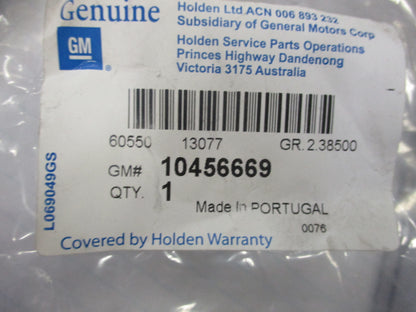 Genuine
GM
Holden Ltd ACN 006 893 232
Subsidiary of General Motors Corp
Holden Service Parts Operations
Princes Highway Dandenong
Victoria 3175 Australia
60550 13077 GR. 2.38500
GM# 10456669
QTY. 1
Made In PORTUGAL
0076
Covered by Holden Warranty
L069049GS